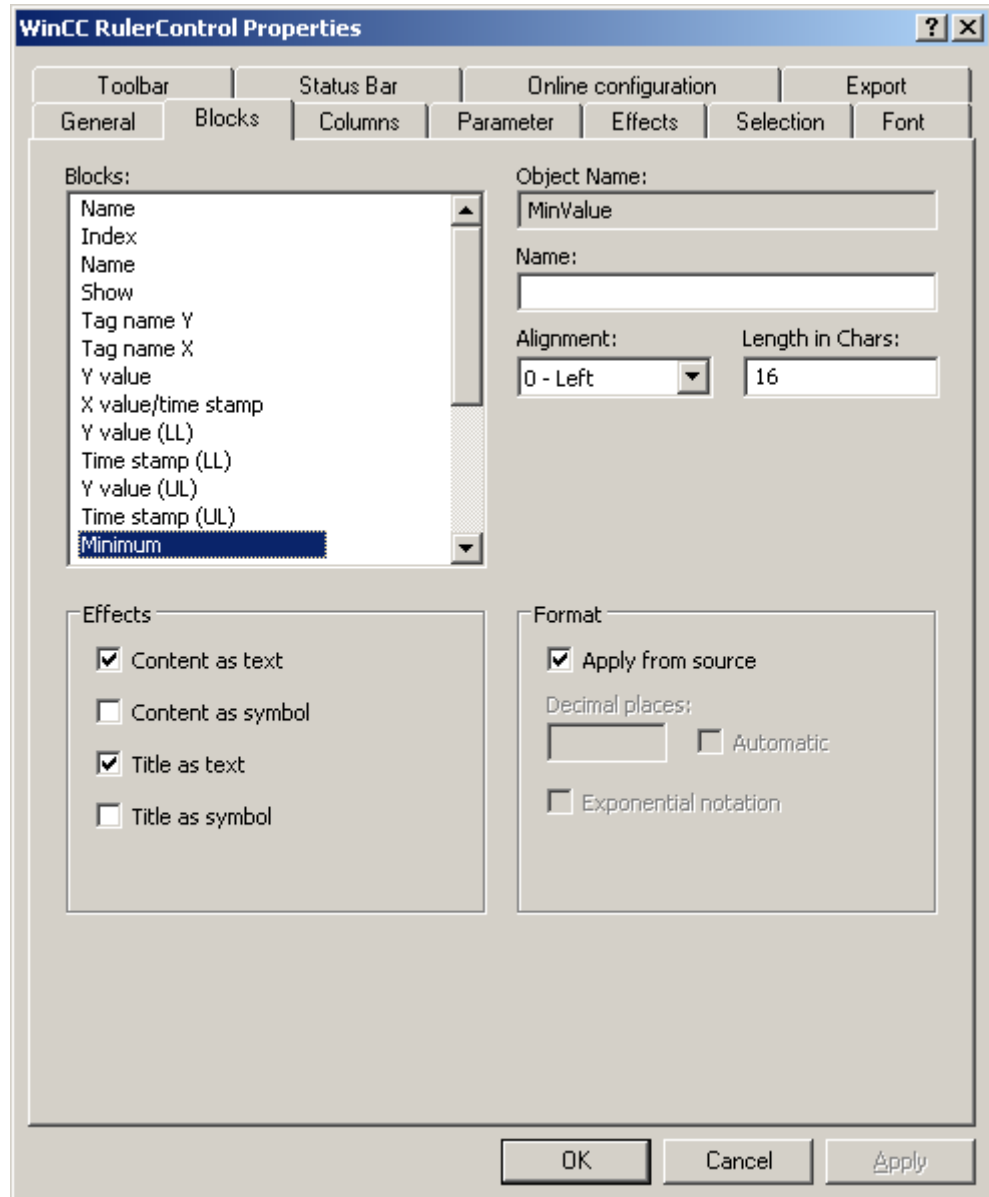 WinCC RulerControl Properties
Toolbar
Status Bar
Online configuration
Export
General
Blocks
Columns
Parameter
Effects
Selection
Font
Blocks:
Name
Index
Name
Show
Tag name Y
Tag name X
Y value
X value/time stamp
Y value (LL)
Time stamp (LL)
Y value (UL)
Time stamp (UL)
Minimum
Object Name:
MinValue
Name:
Alignment:
0 - Left
Length in Chars:
16
Effects
Content as text
Content as symbol
Title as text
Title as symbol
Format
Apply from source
Decimal places:
Automatic
Exponential notation
OK
Cancel
Apply